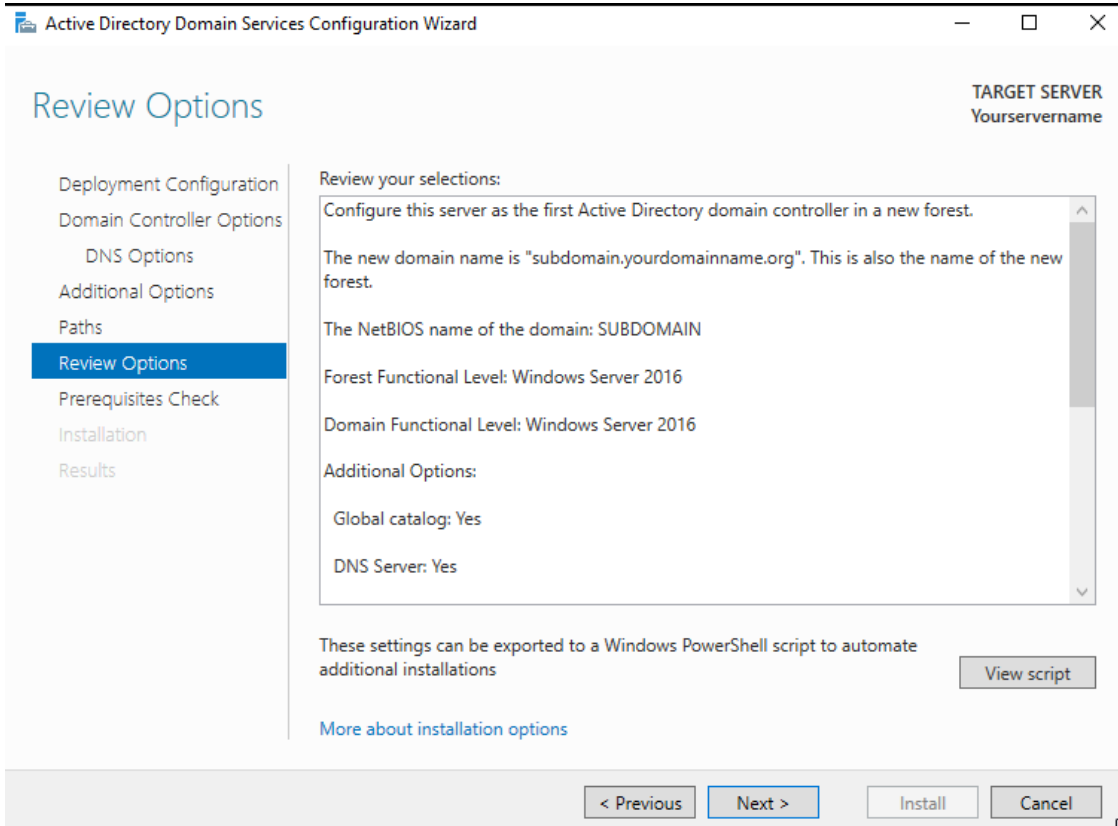 Active Directory Domain Services Configuration Wizard
Review Options
TARGET SERVER
Yourservername
Deployment Configuration
Domain Controller Options
DNS Options
Additional Options
Paths
Review Options
Prerequisites Check
Installation
Results
Review your selections:
Configure this server as the first Active Directory domain controller in a new forest.
The new domain name is "subdomain.yourdomainname.org". This is also the name of the new
forest.
The NetBIOS name of the domain: SUBDOMAIN
Forest Functional Level: Windows Server 2016
Domain Functional Level: Windows Server 2016
Additional Options:
Global catalog: Yes
DNS Server: Yes
These settings can be exported to a Windows PowerShell script to automate
additional installations
View script
More about installation options
< Previous
Next >
Install
Cancel